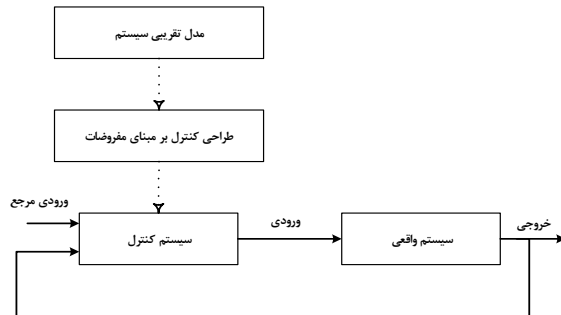 مدل تقریبی سیستم
طراحی کنترل بر مبنای مفروضات
ورودی مرجع
سیستم کنترل
ورودی
سیستم واقعی
خروجی